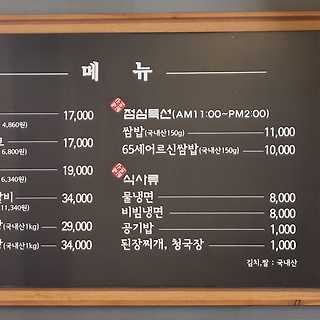 메 뉴
17,000
4,860원)
17,000
6,800원)
19,000
6,340원)
34,000
11,340원)
(국내산1kg) 29,000
(국내산1kg) 34,000
점심특선(AM11:00~PM2:00)
쌈밥(국내산150g) 11,000
65세어르신쌈밥(국내산150g) 10,000
식사류
물냉면 8,000
비빔냉면 8,000
공기밥 1,000
된장찌개, 청국장 1,000
김치,쌀 : 국내산